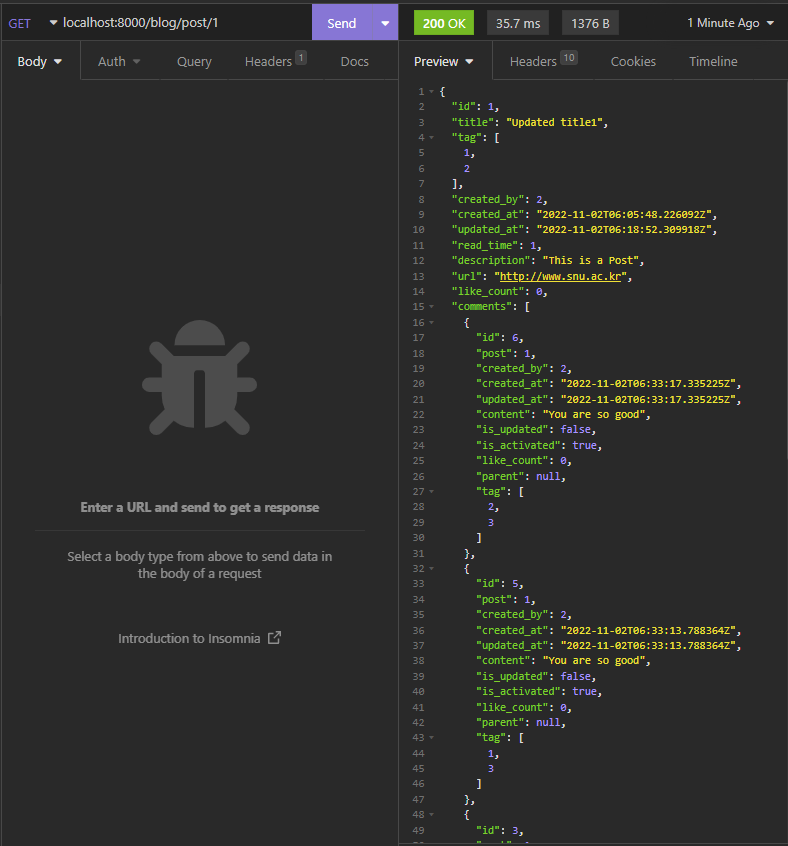 GET localhost:8000/blog/post/1 Send 200 OK 35.7 ms 1376 B 1 Minute Ago
Body Auth Query Headers 1 Docs Preview Headers 10 Cookies Timeline
Enter a URL and send to get a response
Select a body type from above to send data in
the body of a request
Introduction to Insomnia
1 {
2 "id": 1,
3 "title": "Updated title1",
4 "tag": [
5 1,
6 2
7 ],
8 "created_by": 2,
9 "created_at": "2022-11-02T06:05:48.226092Z",
10 "updated_at": "2022-11-02T06:18:52.309918Z",
11 "read_time": 1,
12 "description": "This is a Post",
13 "url": "http://www.snu.ac.kr",
14 "like_count": 0,
15 "comments": [
16 {
17 "id": 6,
18 "post": 1,
19 "created_by": 2,
20 "created_at": "2022-11-02T06:33:17.335225Z",
21 "updated_at": "2022-11-02T06:33:17.335225Z",
22 "content": "You are so good",
23 "is_updated": false,
24 "is_activated": true,
25 "like_count": 0,
26 "parent": null,
27 "tag": [
28 2,
29 3
30 ]
31 },
32 {
33 "id": 5,
34 "post": 1,
35 "created_by": 2,
36 "created_at": "2022-11-02T06:33:13.788364Z",
37 "updated_at": "2022-11-02T06:33:13.788364Z",
38 "content": "You are so good",
39 "is_updated": false,
40 "is_activated": true,
41 "like_count": 0,
42 "parent": null,
43 "tag": [
44 1,
45 3
46 ]
47 },
48 {
49 "id": 3,